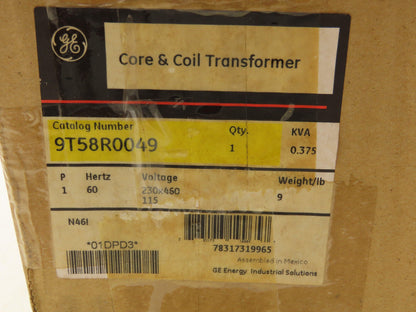 GE
Core & Coil Transformer
Catalog Number Qty. KVA
9T58R0049 1 0.375
P Hertz Voltage Weight/lb
1 60 230x460 9
115
N46I
*01DPD3* 78317319965
Assembled in Mexico
GE Energy: Industrial Solutions